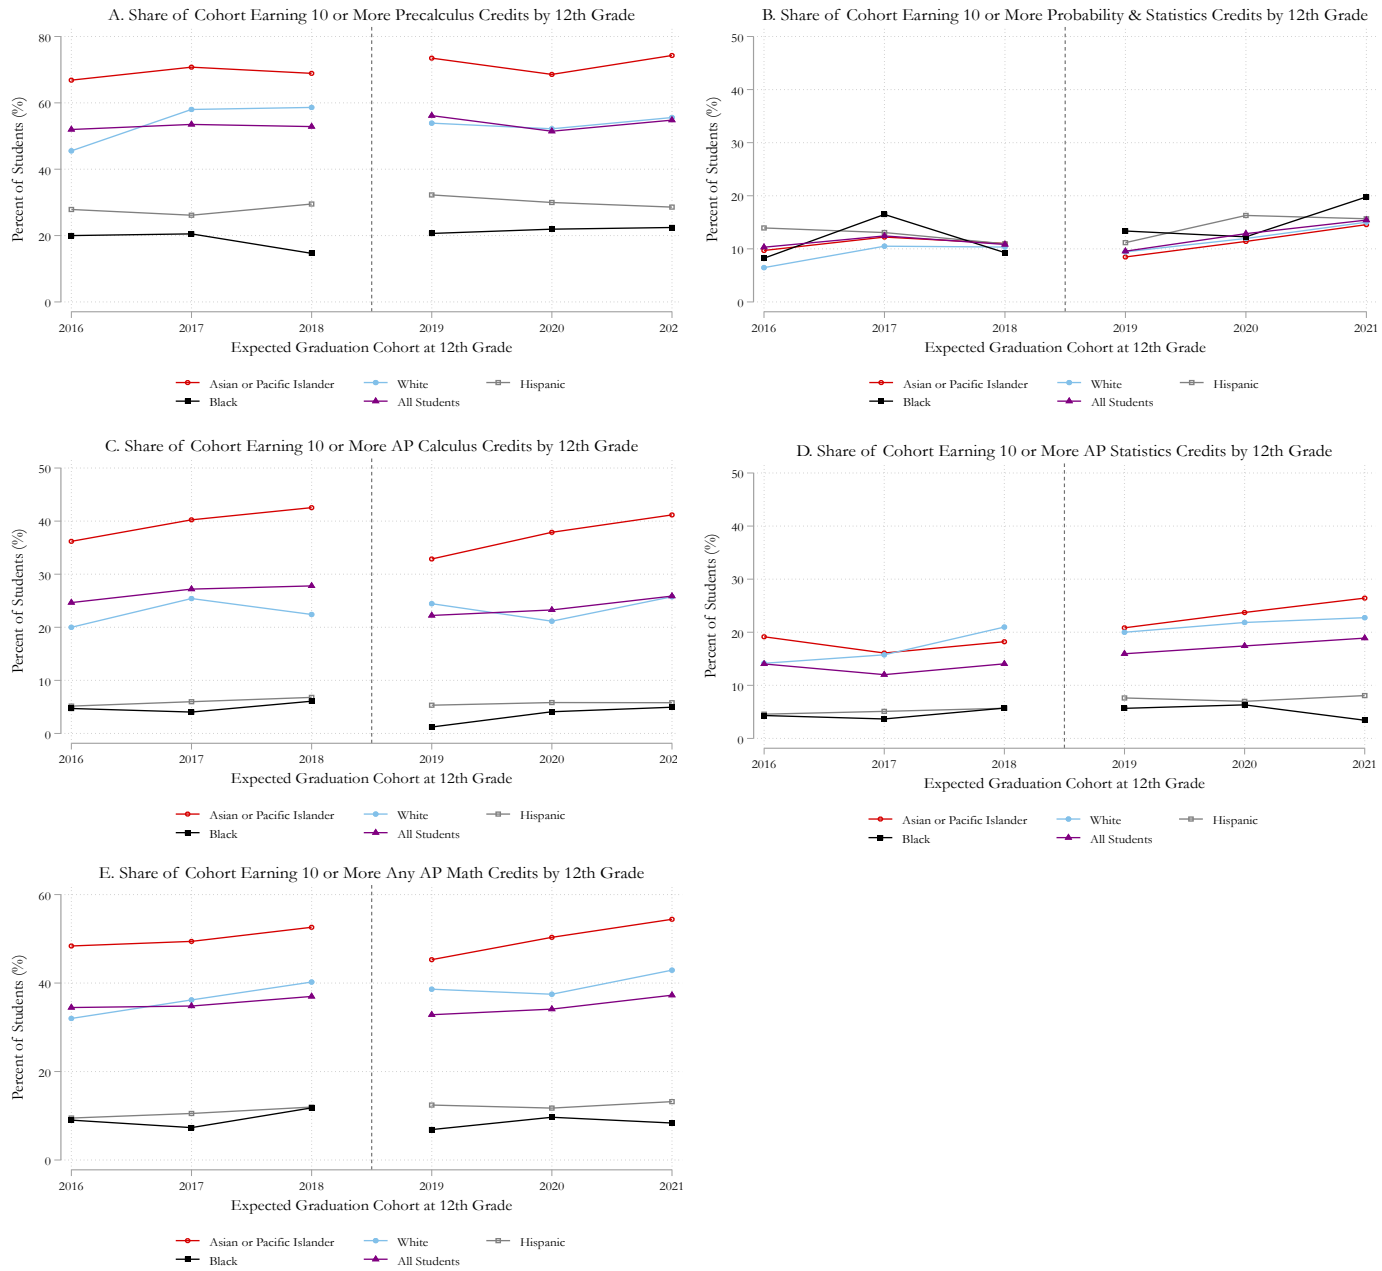 A. Share of Cohort Earning 10 or More Precalculus Credits by 12th Grade
Percent of Students (%)
80
60
40
20
0
2016 2017 2018 2019 2020 202
Expected Graduation Cohort at 12th Grade
Asian or Pacific Islander White Hispanic
Black All Students
B. Share of Cohort Earning 10 or More Probability & Statistics Credits by 12th Grade
Percent of Students (%)
50
40
30
20
10
0
2016 2017 2018 2019 2020 2021
Expected Graduation Cohort at 12th Grade
Asian or Pacific Islander White Hispanic
Black All Students
C. Share of Cohort Earning 10 or More AP Calculus Credits by 12th Grade
Percent of Students (%)
50
40
30
20
10
0
2016 2017 2018 2019 2020 202
Expected Graduation Cohort at 12th Grade
Asian or Pacific Islander White Hispanic
Black All Students
D. Share of Cohort Earning 10 or More AP Statistics Credits by 12th Grade
Percent of Students (%)
50
40
30
20
10
0
2016 2017 2018 2019 2020 2021
Expected Graduation Cohort at 12th Grade
Asian or Pacific Islander White Hispanic
Black All Students
E. Share of Cohort Earning 10 or More Any AP Math Credits by 12th Grade
Percent of Students (%)
60
40
20
0
2016 2017 2018 2019 2020 2021
Expected Graduation Cohort at 12th Grade
Asian or Pacific Islander White Hispanic
Black All Students